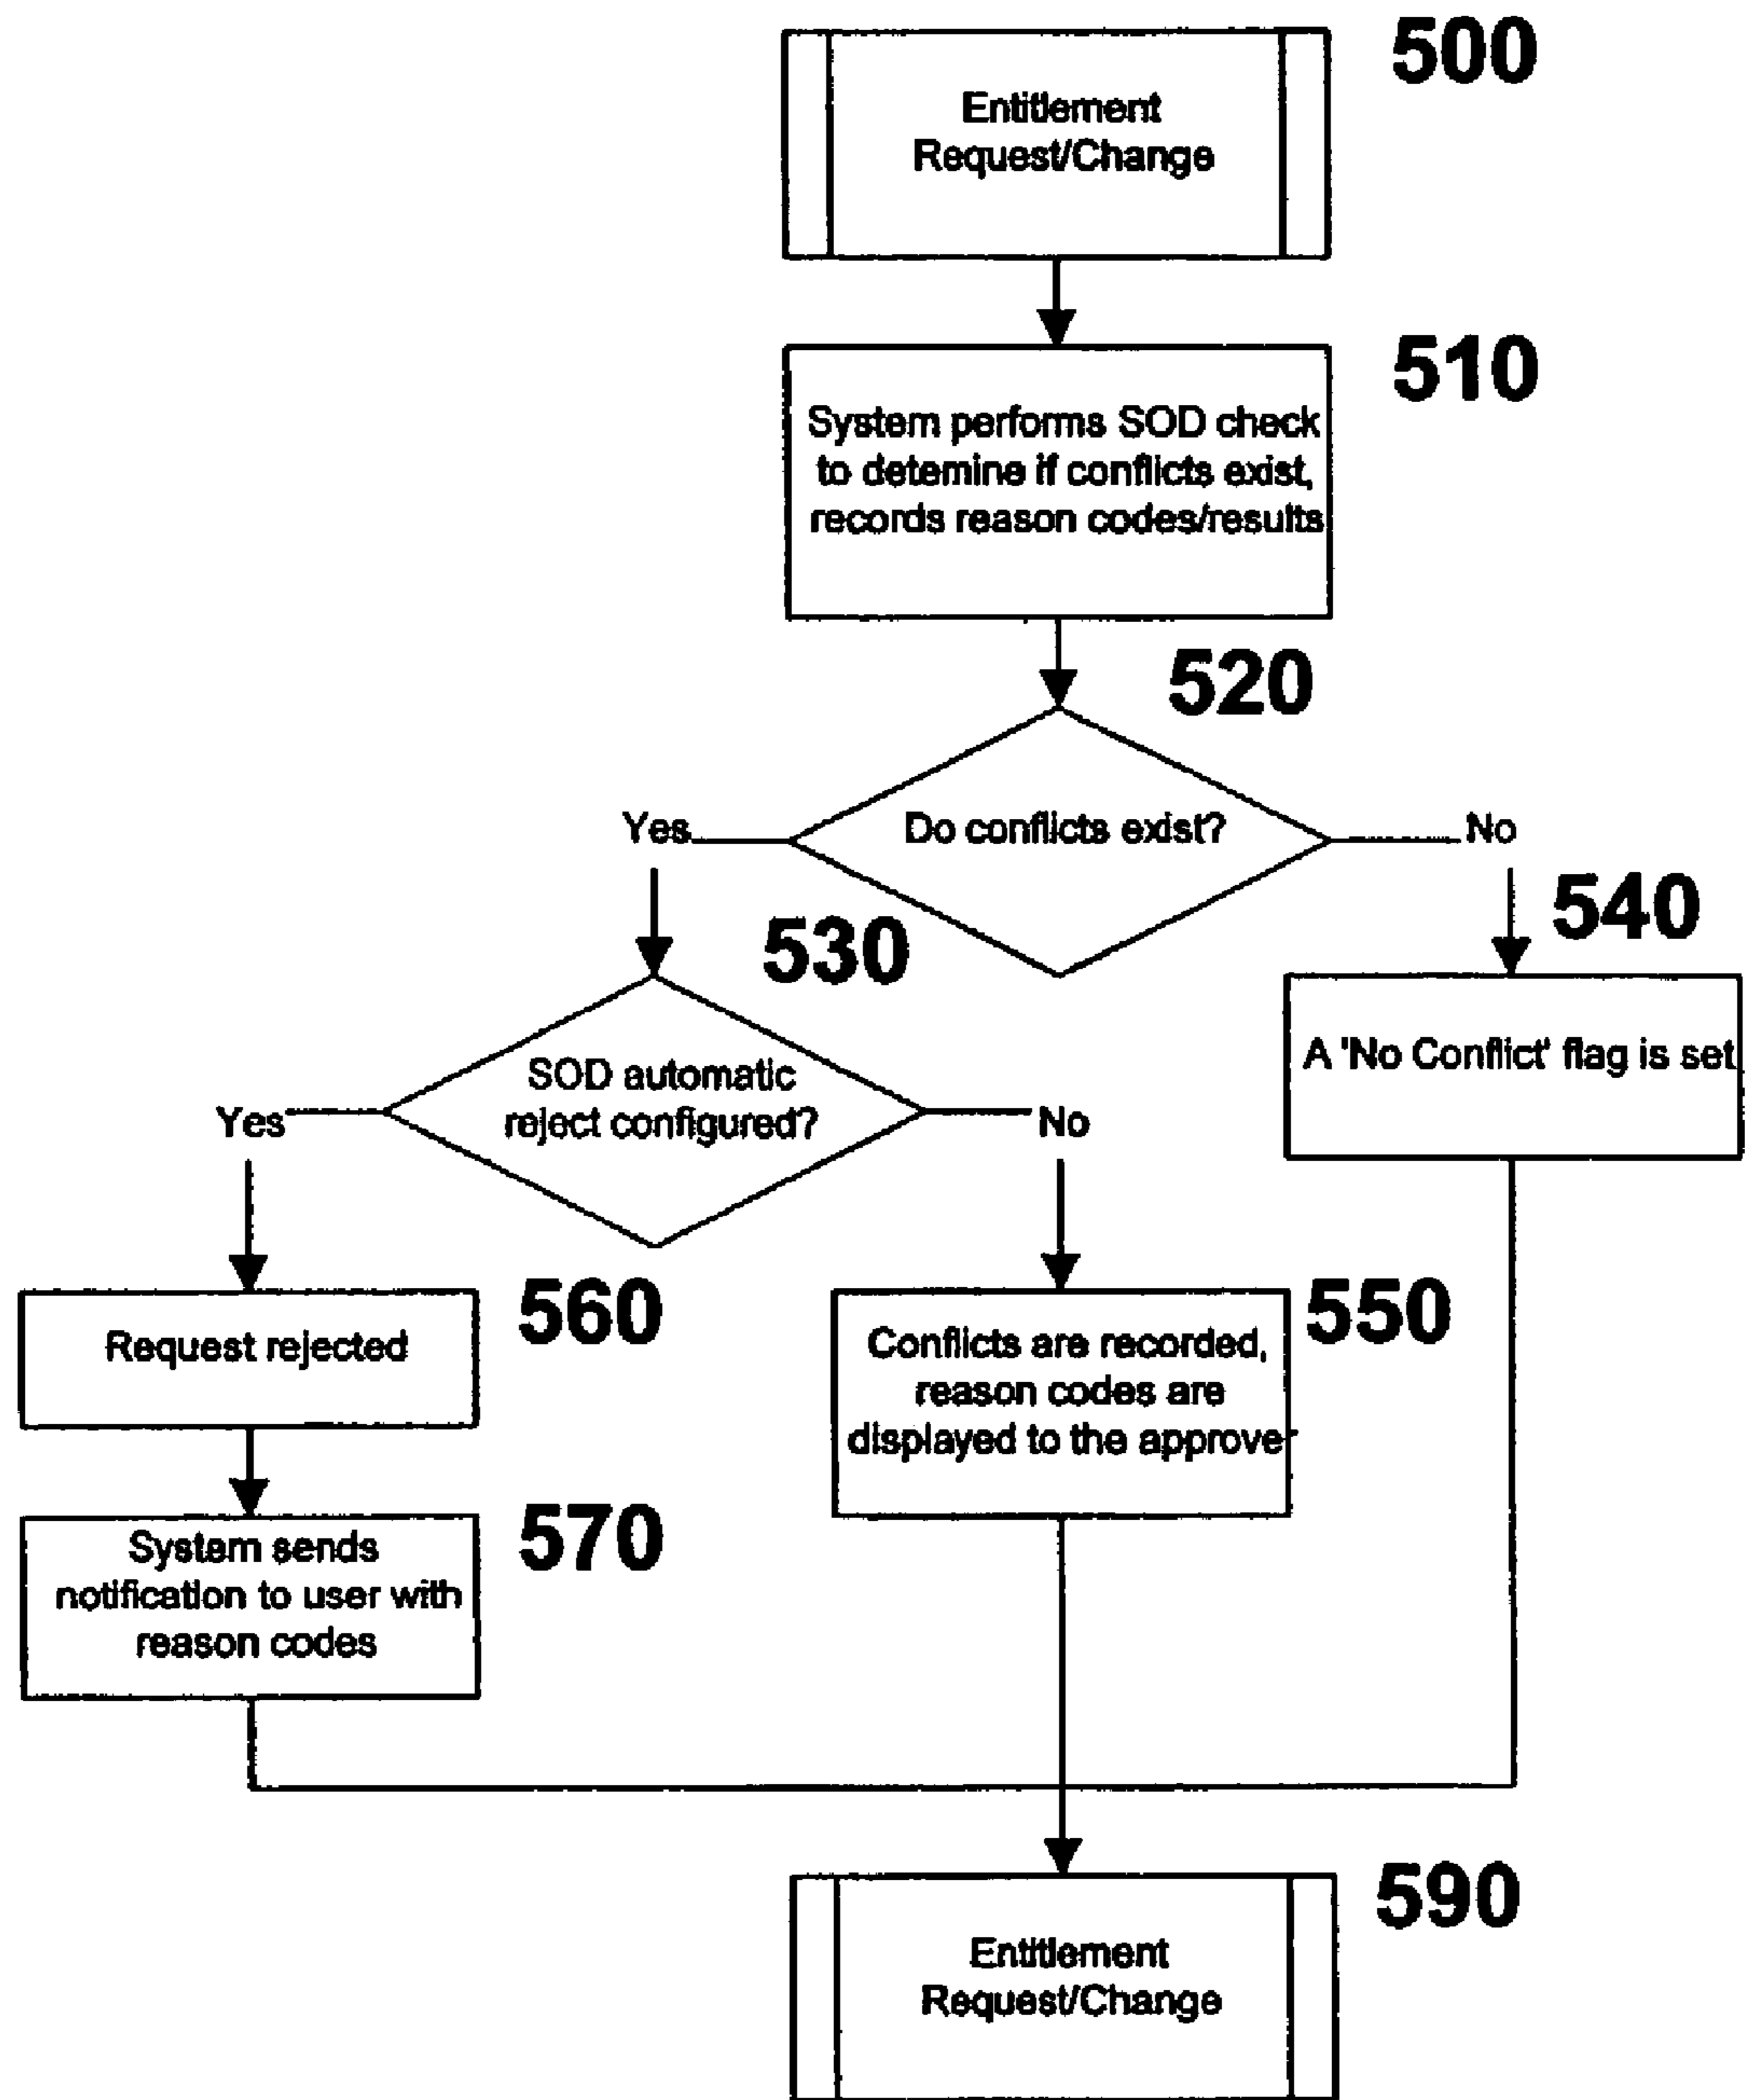 500
Entitlement
Request/Change
510
System performs SOD check
to detemine if conflicts exist,
records reason codes/results
520
Do conflicts exist?
Yes
No
530
540
SOD automatic
reject configured?
A 'No Conflict' flag is set
Yes
No
560
550
Request rejected
Conflicts are recorded,
reason codes are
displayed to the approver
570
System sends
notification to user with
reason codes
590
Entitlement
Request/Change